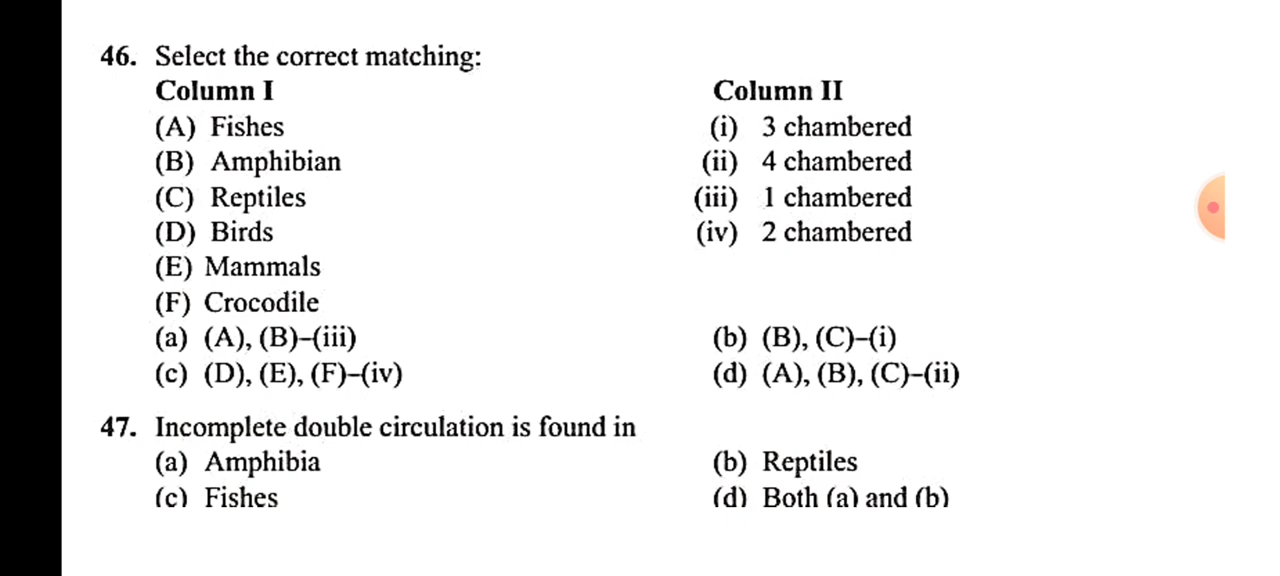 46. Select the correct matching:
Column I Column II
(A) Fishes (i) 3 chambered
(B) Amphibian (ii) 4 chambered
(C) Reptiles (iii) 1 chambered
(D) Birds (iv) 2 chambered
(E) Mammals
(F) Crocodile
(a) (A), (B)–(iii) (b) (B), (C)–(i)
(c) (D), (E), (F)–(iv) (d) (A), (B), (C)–(ii)
47. Incomplete double circulation is found in
(a) Amphibia (b) Reptiles
(c) Fishes (d) Both (a) and (b)